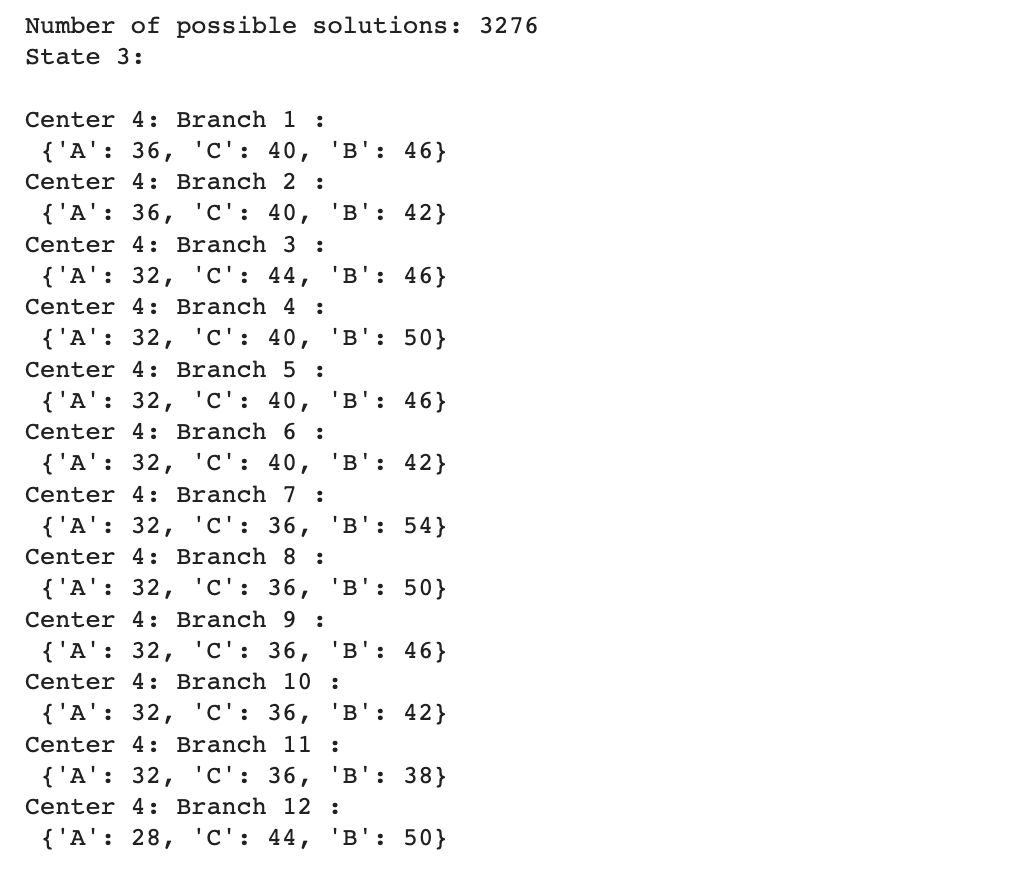 Number of possible solutions: 3276
State 3:
Center 4: Branch 1 :
{'A': 36, 'C': 40, 'B': 46}
Center 4: Branch 2 :
{'A': 36, 'C': 40, 'B': 42}
Center 4: Branch 3 :
{'A': 32, 'C': 44, 'B': 46}
Center 4: Branch 4 :
{'A': 32, 'C': 40, 'B': 50}
Center 4: Branch 5 :
{'A': 32, 'C': 40, 'B': 46}
Center 4: Branch 6 :
{'A': 32, 'C': 40, 'B': 42}
Center 4: Branch 7 :
{'A': 32, 'C': 36, 'B': 54}
Center 4: Branch 8 :
{'A': 32, 'C': 36, 'B': 50}
Center 4: Branch 9 :
{'A': 32, 'C': 36, 'B': 46}
Center 4: Branch 10 :
{'A': 32, 'C': 36, 'B': 42}
Center 4: Branch 11 :
{'A': 32, 'C': 36, 'B': 38}
Center 4: Branch 12 :
{'A': 28, 'C': 44, 'B': 50}